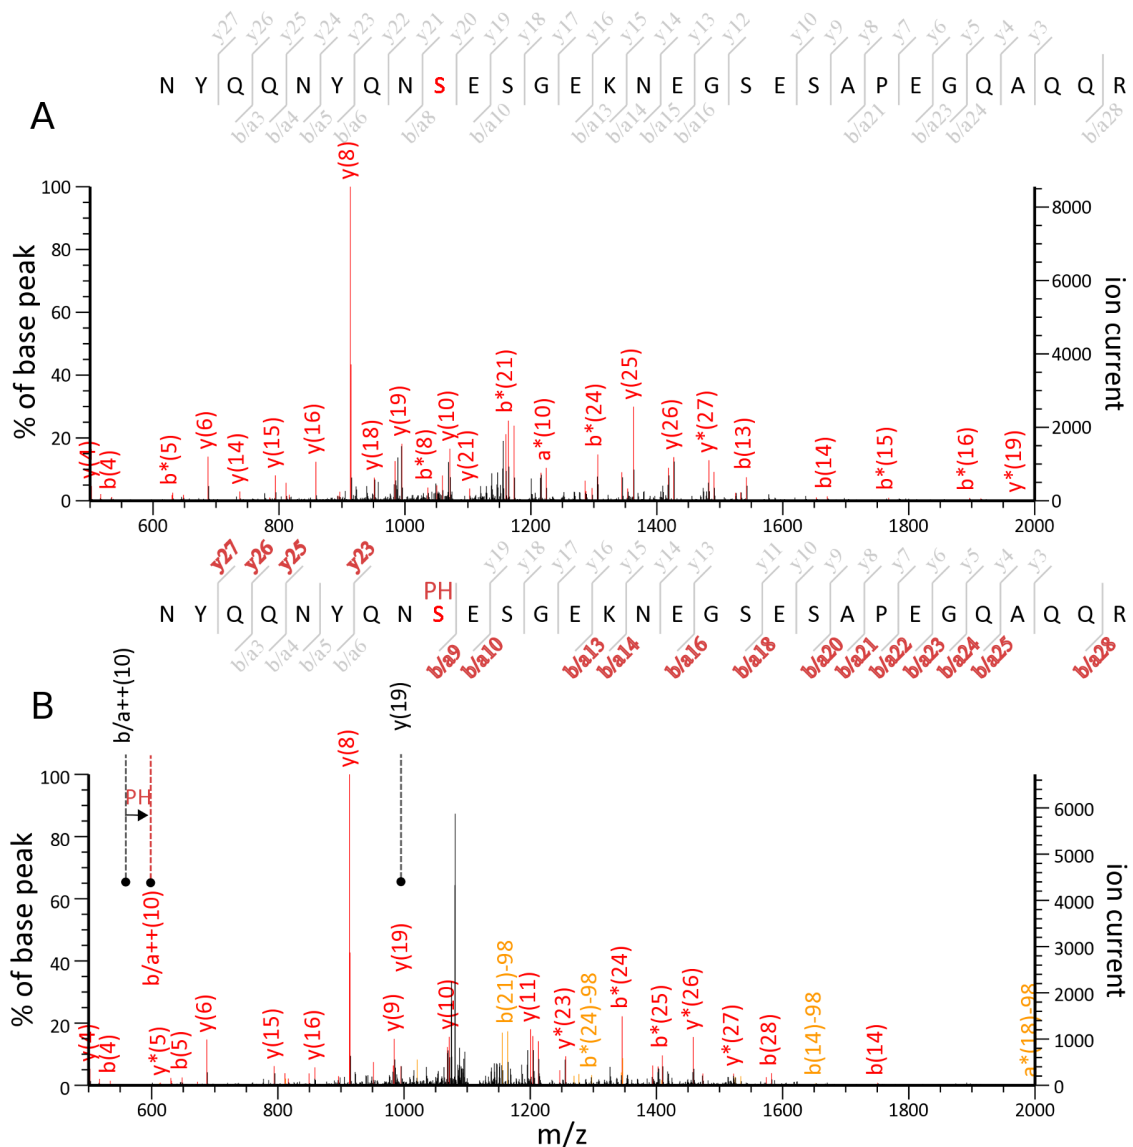 y27 y26 y25 y24 y23 y22 y21 y20 y19 y18 y17 y16 y15 y14 y13 y12 y10 y9 y8 y7 y6 y5 y4 y3
N Y Q Q N Y Q N S E S G E K N E G S E S A P E G Q A Q Q R
b/a3 b/a4 b/a5 b/a6 b/a8 b/a10 b/a13 b/a14 b/a15 b/a16 b/a21 b/a23 b/a24 b/a28
A
% of base peak
100
80
60
40
20
0
y(4) b(4) b*(5) y(6) y(14) y(15) y(16) y(8) y(18) y(19) b*(8) y(10) y(21) b*(21) a*(10) b*(24) y(25) y(26) y*(27) b(13) b(14) b*(15) b*(16) y*(19)
8000
6000
4000
2000
0
ion current
600 800 1000 1200 1400 1600 1800 2000
y27 y26 y25 y23 y19 y18 y17 y16 y15 y14 y13 y11 y10 y9 y8 y7 y6 y5 y4 y3
PH
N Y Q Q N Y Q N S E S G E K N E G S E S A P E G Q A Q Q R
b/a3 b/a4 b/a5 b/a6 b/a9 b/a10 b/a13 b/a14 b/a16 b/a18 b/a20 b/a21 b/a22 b/a23 b/a24 b/a25 b/a28
B
b/a++(10)
y(19)
PH
b/a++(10)
% of base peak
100
80
60
40
20
0
y(4) b(4) y*(5) b(5) y(6) y(15) y(16) y(8) y(9) y(19) y(10) b(21)-98 y(11) y*(23) b*(24)-98 b*(24) b*(25) y*(26) y*(27) b(28) b(14)-98 b(14) a*(18)-98
6000
5000
4000
3000
2000
1000
0
ion current
600 800 1000 1200 1400 1600 1800 2000
m/z